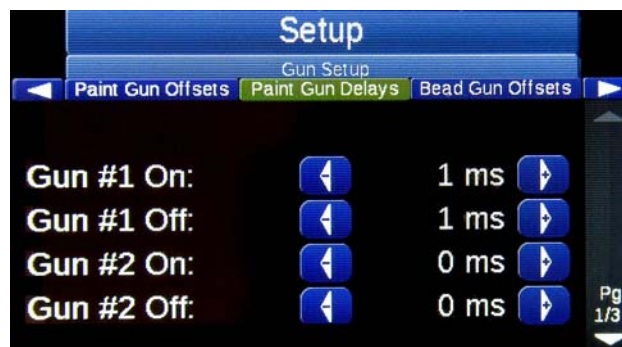 Setup
Gun Setup
Paint Gun Offsets Paint Gun Delays Bead Gun Offsets
Gun #1 On: - 1 ms +
Gun #1 Off: - 1 ms +
Gun #2 On: - 0 ms +
Gun #2 Off: - 0 ms +
Pg
1/3